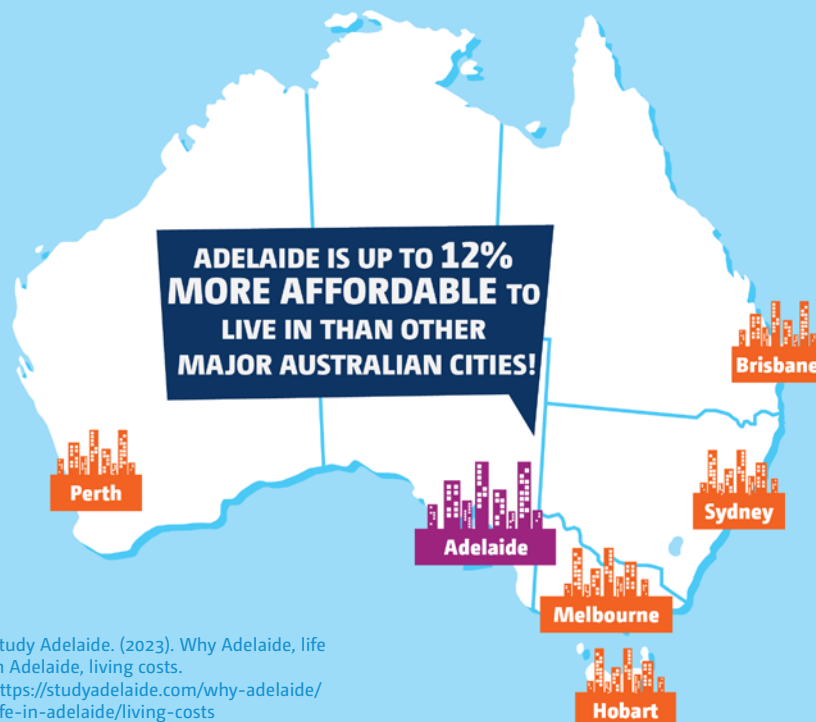 ADELAIDE IS UP TO 12%
MORE AFFORDABLE TO
LIVE IN THAN OTHER
MAJOR AUSTRALIAN CITIES!
Brisbane
Perth
Sydney
Adelaide
Melbourne
Hobart
tudy Adelaide. (2023). Why Adelaide, life
n Adelaide, living costs.
ttps://studyadelaide.com/why-adelaide/
fe-in-adelaide/living-costs